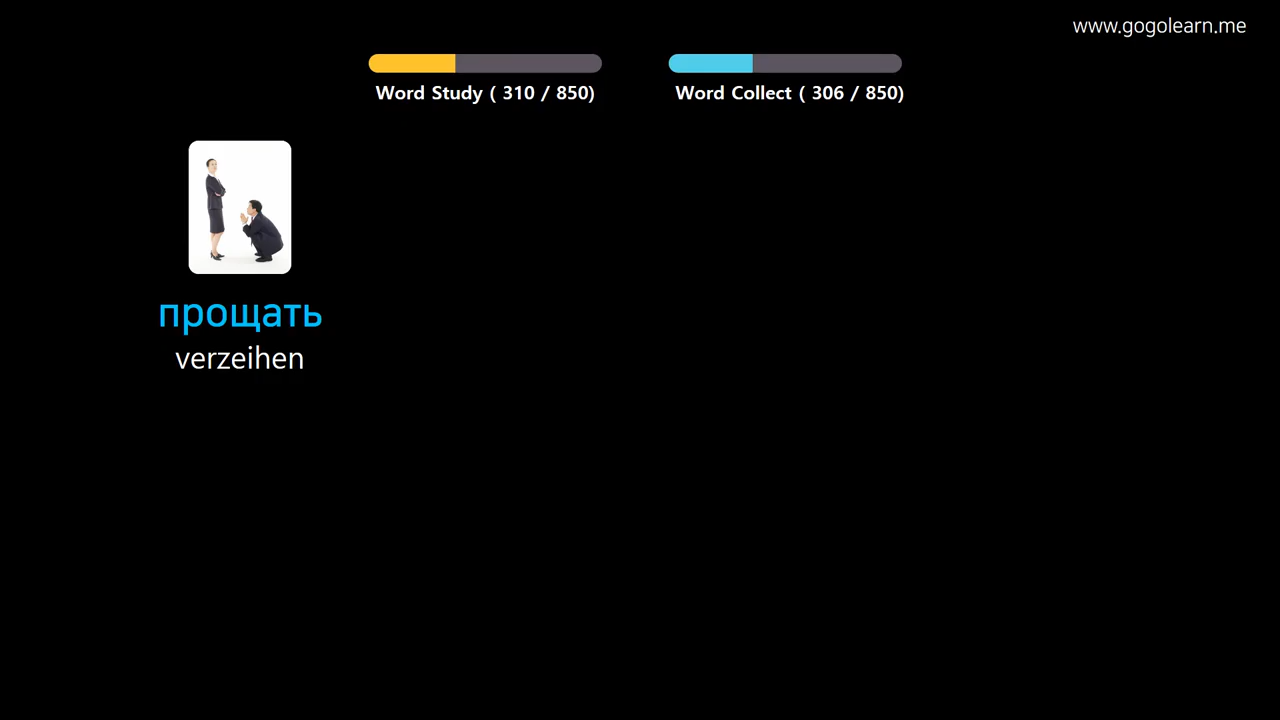 www.gogolearn.me
Word Study ( 310 / 850)
Word Collect ( 306 / 850)
прощать
verzeihen